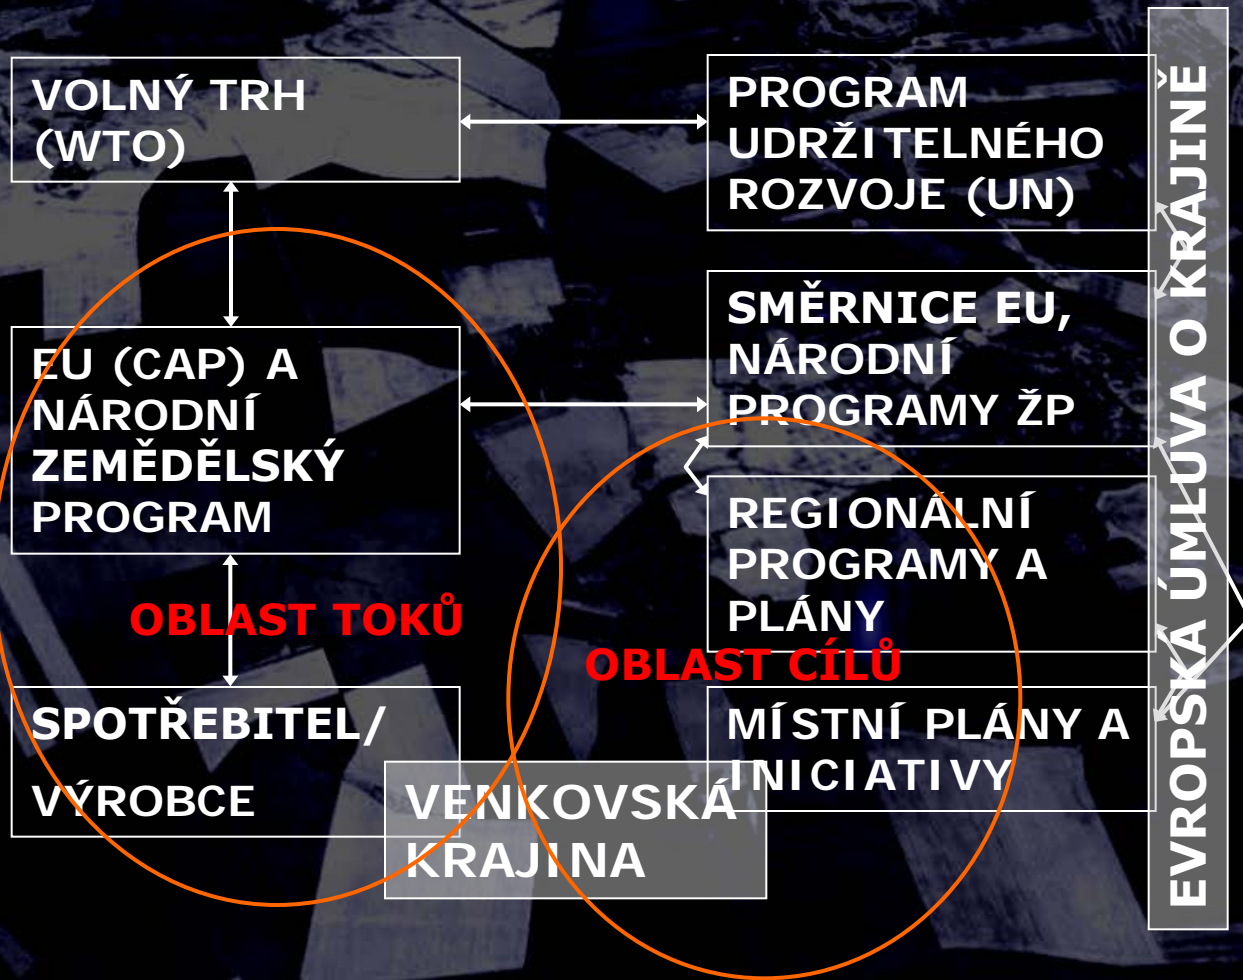 VOLNÝ TRH
(WTO)
PROGRAM
UDRŽITELNÉHO
ROZVOJE (UN)
EU (CAP) A
NÁRODNÍ
ZEMĚDĚLSKÝ
PROGRAM
SMĚRNICE EU,
NÁRODNÍ
PROGRAMY ŽP
REGIONÁLNÍ
PROGRAMY A
PLÁNY
OBLAST TOKŮ
OBLAST CÍLŮ
SPOTŘEBITEL/
VÝROBCE
MÍSTNÍ PLÁNY A
INICIATIVY
VENKOVSKÁ
KRAJINA
EVROPSKÁ ÚMLUVA O KRAJINĚ